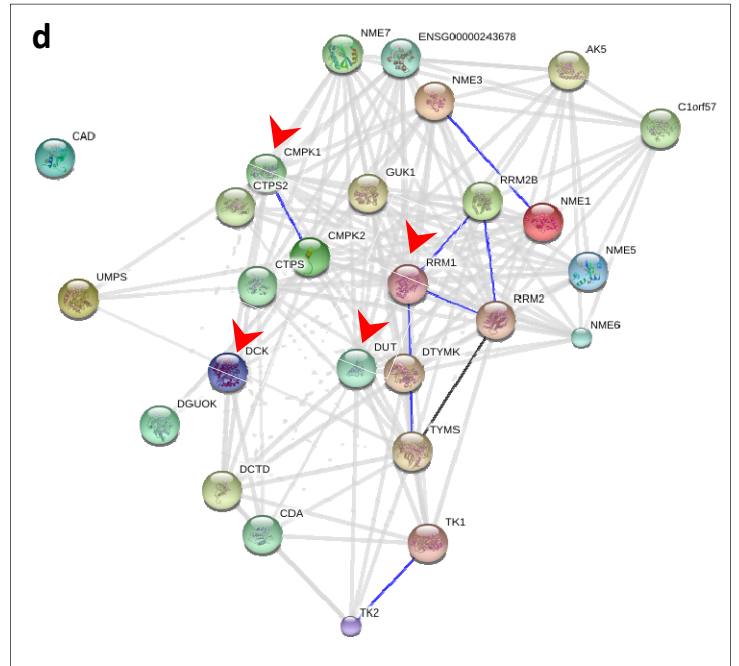 d
NME7
ENSG00000243678
AK5
NME3
C1orf57
CAD
CMPK1
CTPS2
GUK1
RRM2B
NME1
CMPK2
RRM1
NME5
UMPS
CTPS
RRM2
NME6
DCK
DUT
DTYMK
DGUOK
TYMS
DCTD
CDA
TK1
TK2